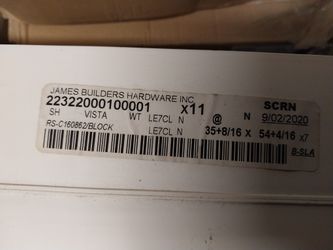 JAMES BUILDERS HARDWARE INC
22322000100001 x11 SCRN
SH VISTA WT LE7CL N @ N 9/02/2020
RS-C160862/BLOCK LE7CL N 35+8/16 X 54+4/16 x7
B-SLA